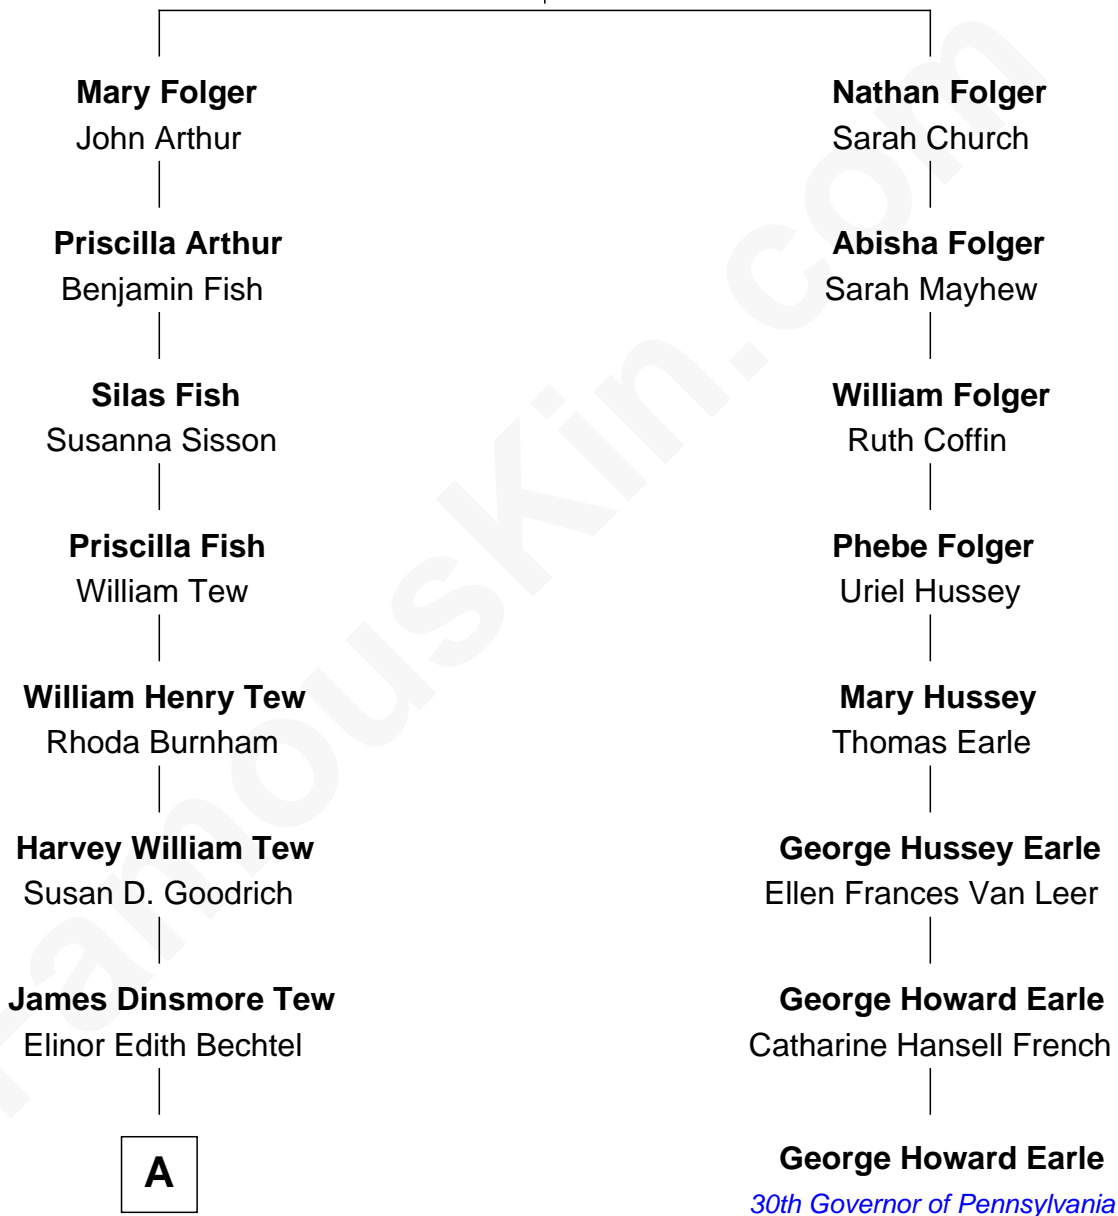 Mary Folger
John Arthur
Nathan Folger
Sarah Church
Priscilla Arthur
Benjamin Fish
Abisha Folger
Sarah Mayhew
Silas Fish
Susanna Sisson
William Folger
Ruth Coffin
Priscilla Fish
William Tew
Phebe Folger
Uriel Hussey
William Henry Tew
Rhoda Burnham
Mary Hussey
Thomas Earle
Harvey William Tew
Susan D. Goodrich
George Hussey Earle
Ellen Frances Van Leer
James Dinsmore Tew
Elinor Edith Bechtel
George Howard Earle
Catharine Hansell French
A
George Howard Earle
30th Governor of Pennsylvania
FamousKin.com